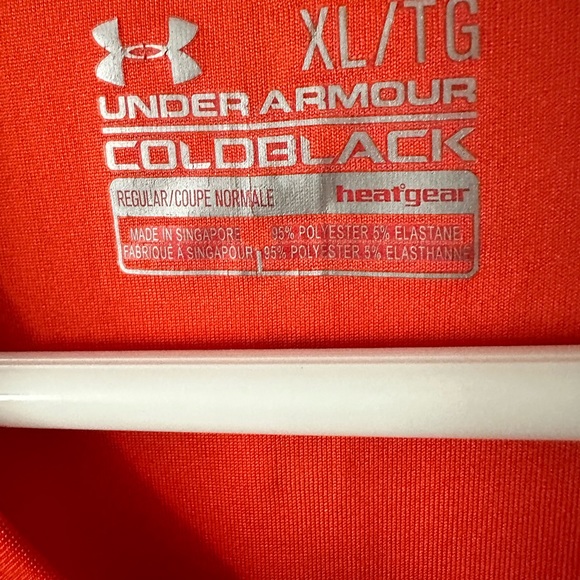 XL/TG
UNDER ARMOUR
COLDBLACK
REGULAR/COUPE NORMALE heatgear
MADE IN SINGAPORE 95% POLYESTER 5% ELASTANE
FABRIQUÉ À SINGAPOUR 95% POLYESTER 5% ELASTHANNE